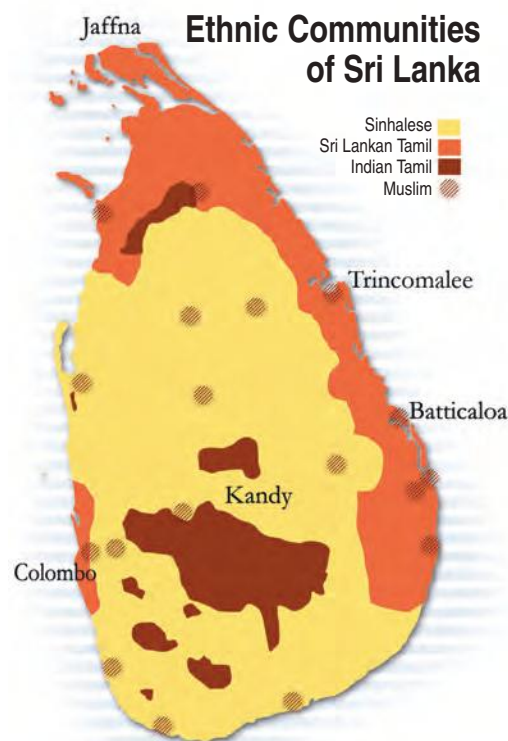 Jaffna
Ethnic Communities
of Sri Lanka
Sinhalese
Sri Lankan Tamil
Indian Tamil
Muslim
Trincomalee
Batticaloa
Kandy
Colombo